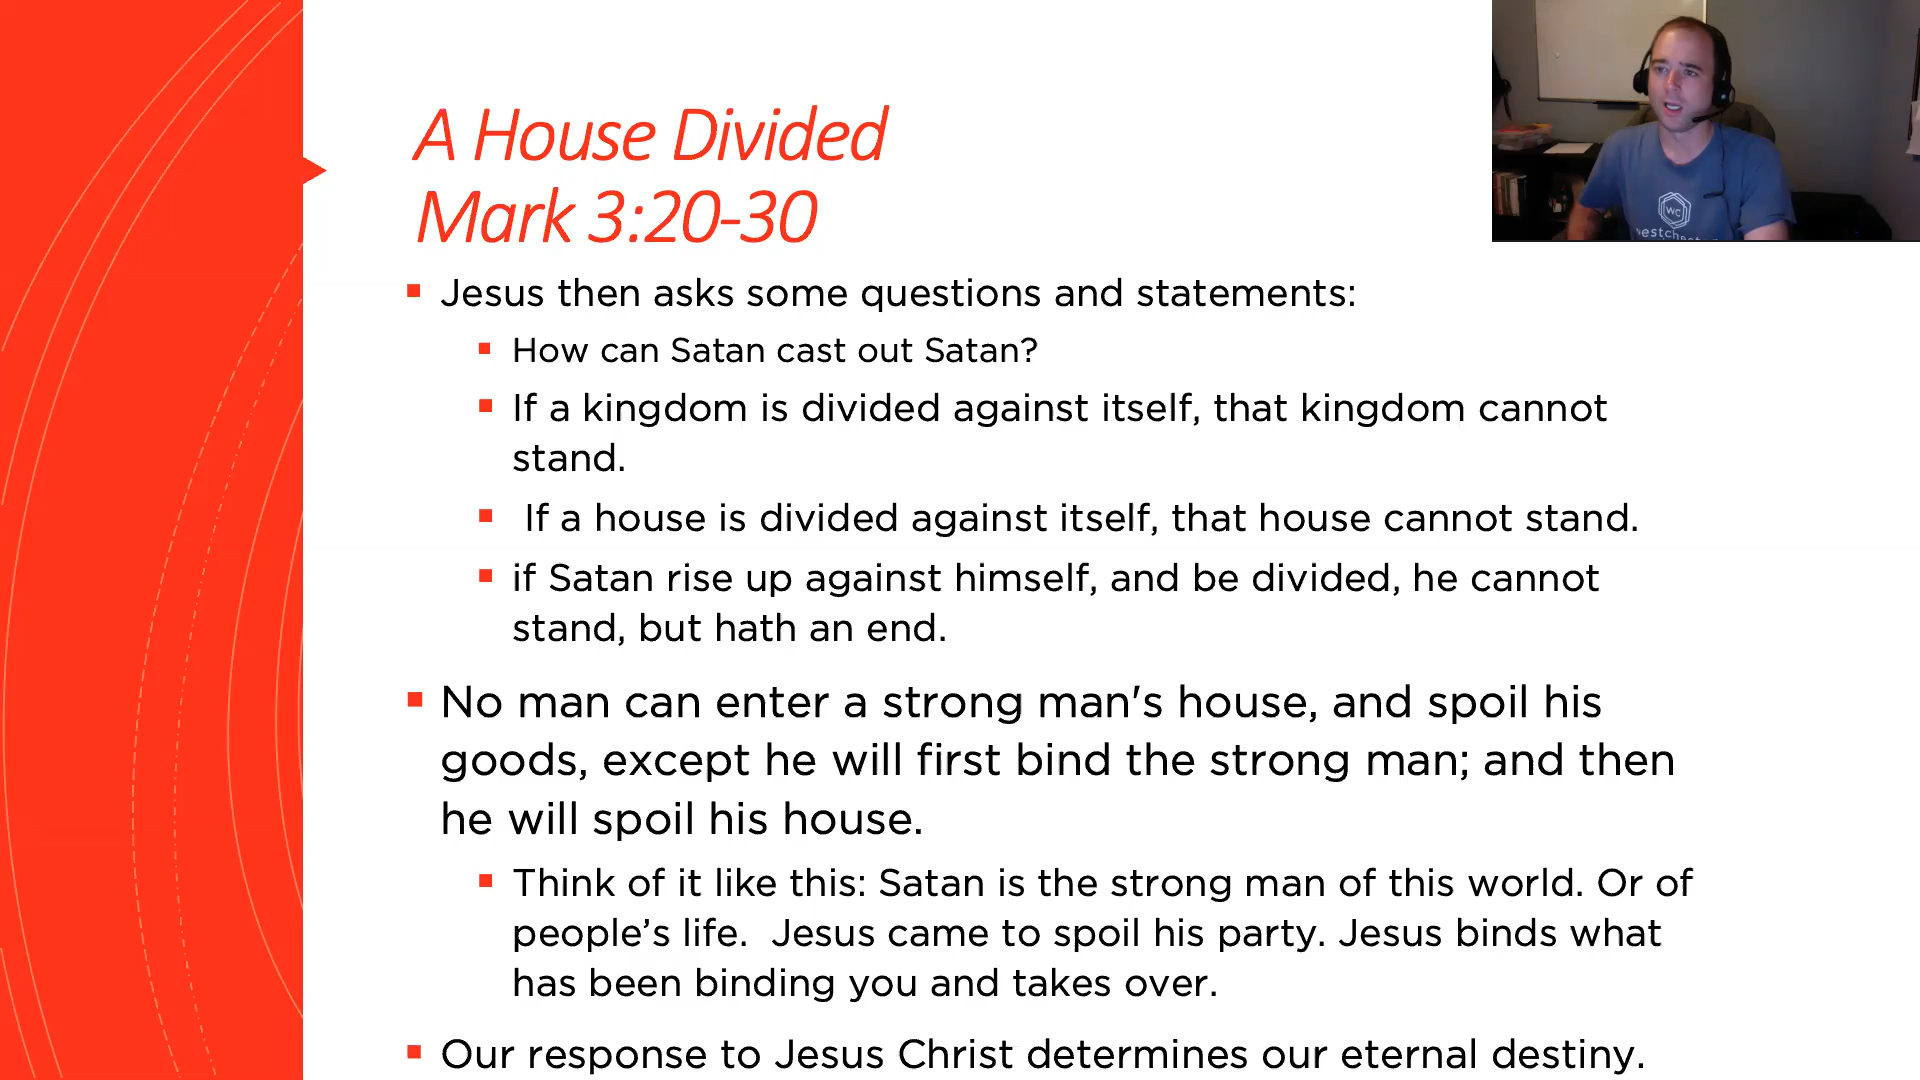 A House Divided
Mark 3:20-30
Jesus then asks some questions and statements:
How can Satan cast out Satan?
If a kingdom is divided against itself, that kingdom cannot
stand.
If a house is divided against itself, that house cannot stand.
if Satan rise up against himself, and be divided, he cannot
stand, but hath an end.
No man can enter a strong man's house, and spoil his
goods, except he will first bind the strong man; and then
he will spoil his house.
Think of it like this: Satan is the strong man of this world. Or of
people’s life.  Jesus came to spoil his party. Jesus binds what
has been binding you and takes over.
Our response to Jesus Christ determines our eternal destiny.
WC